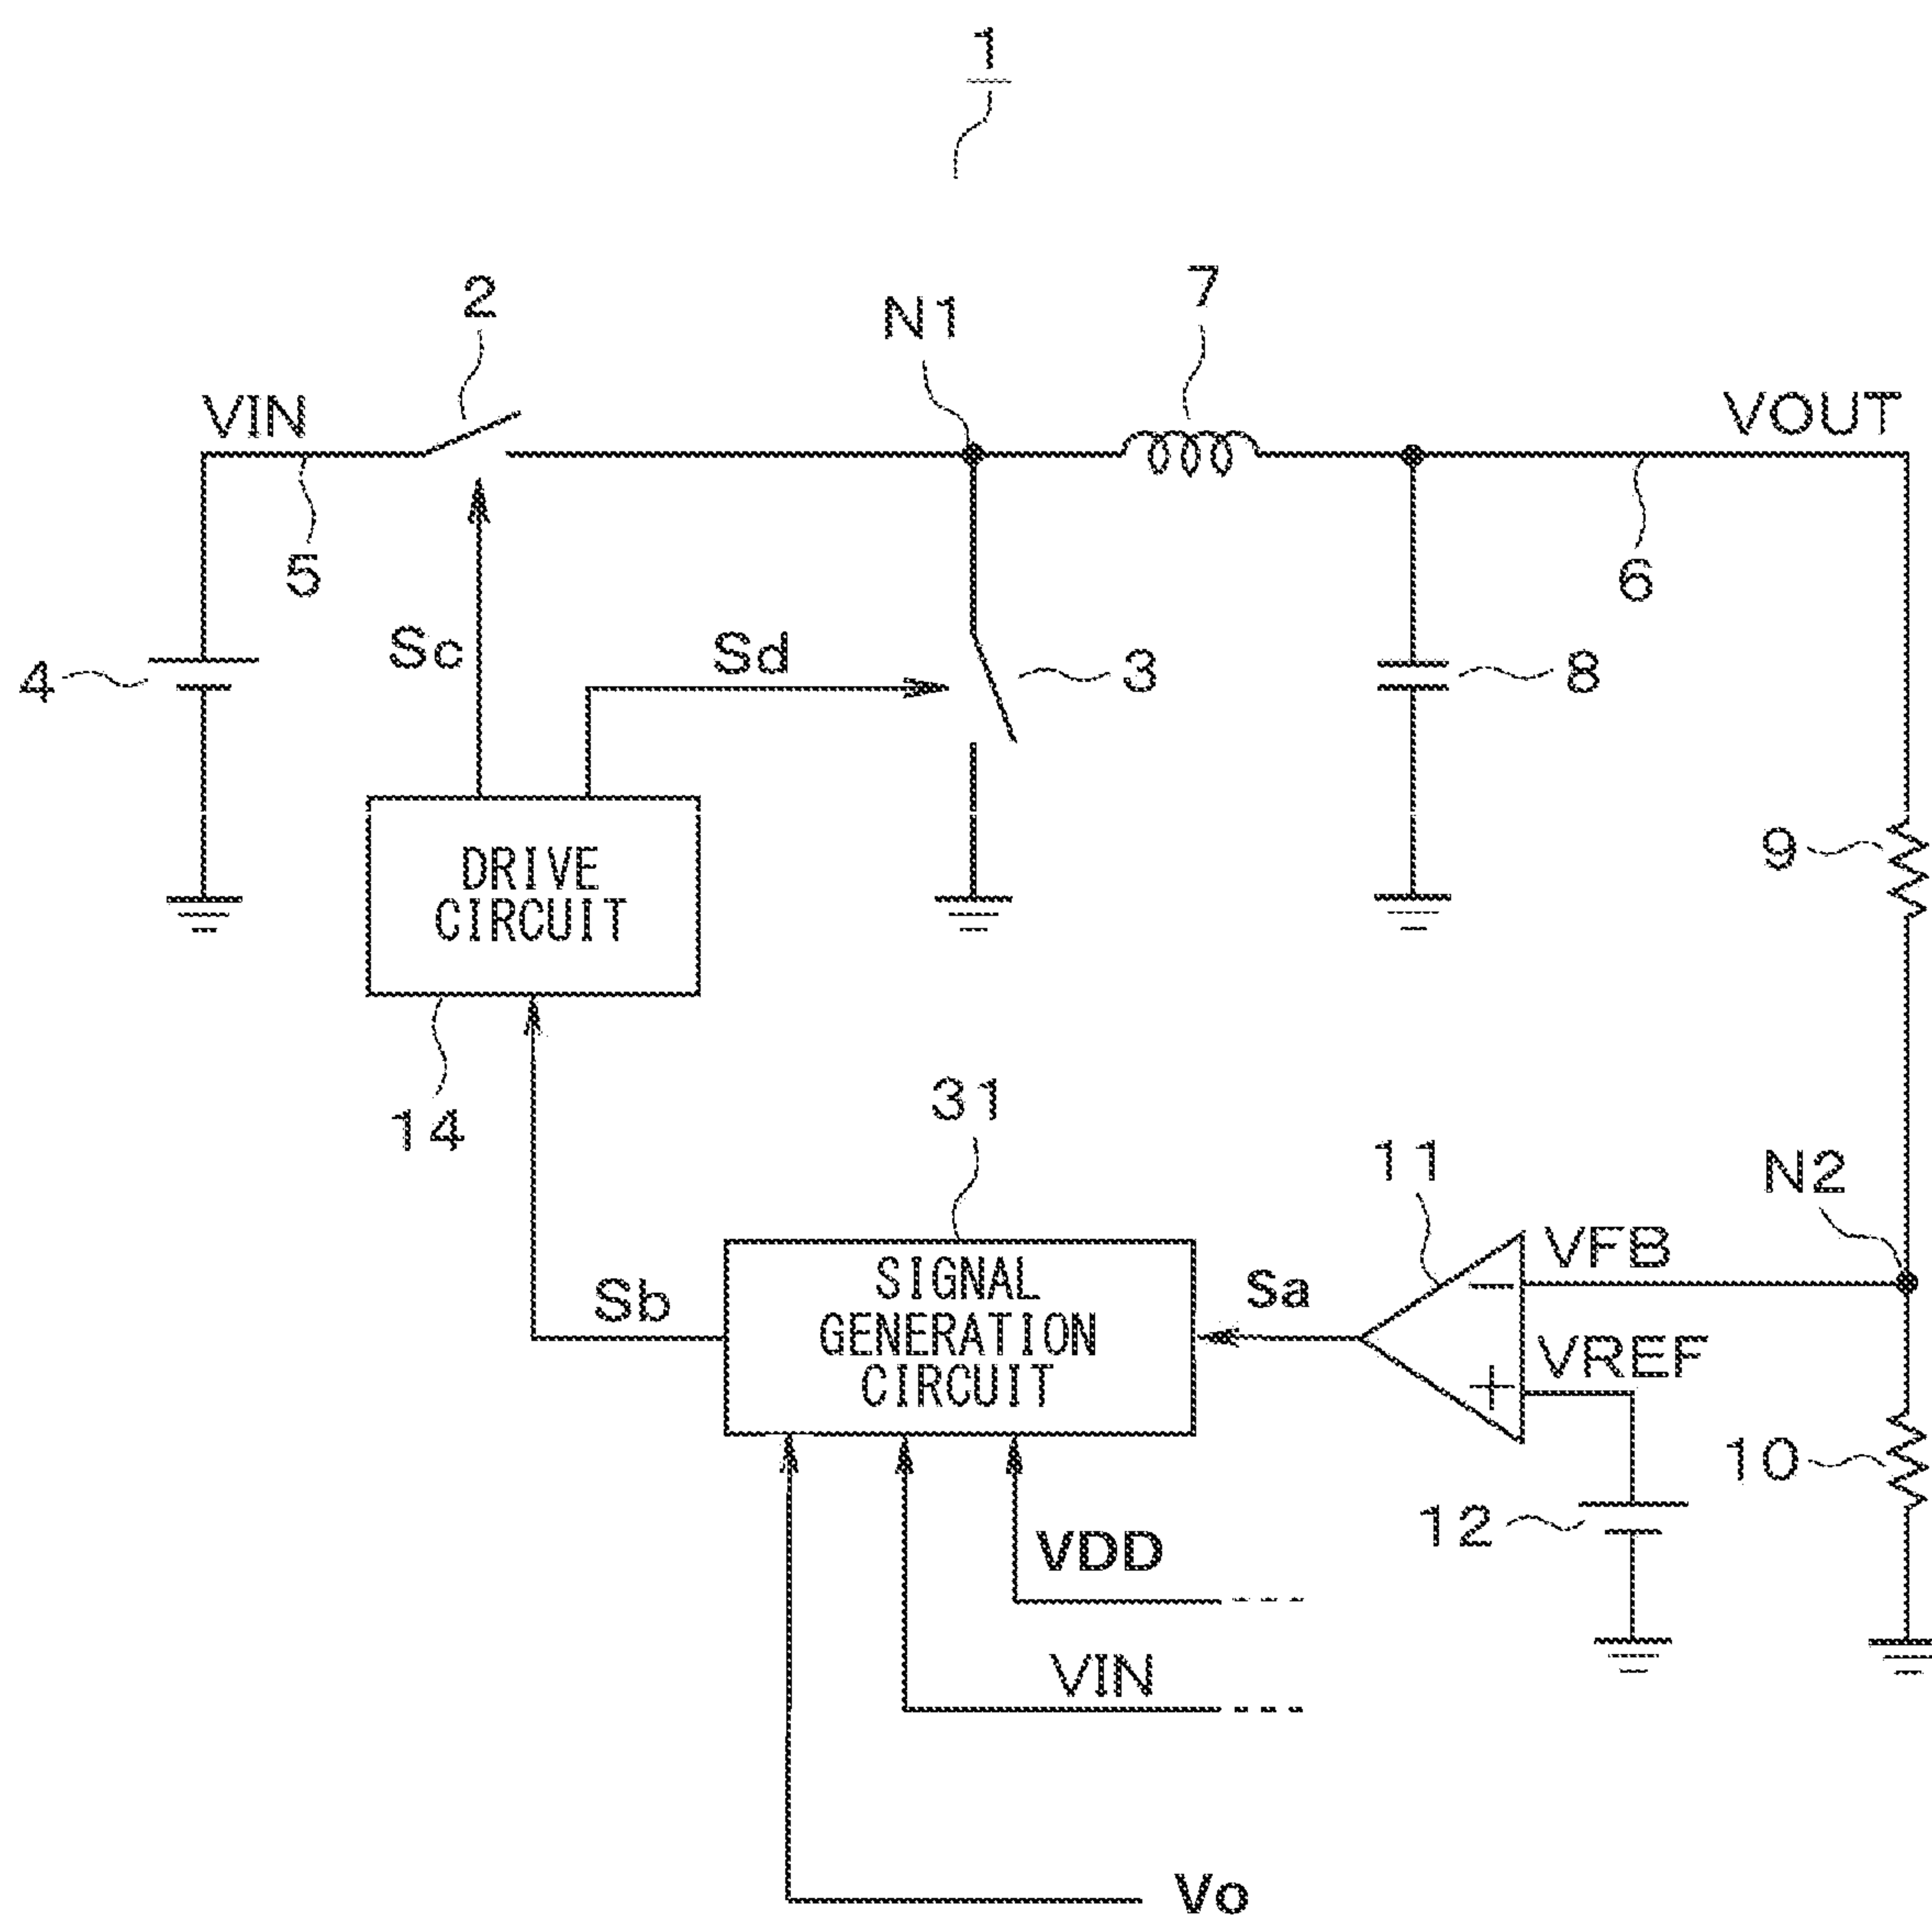 1
2
N1
7
VIN
VOUT
5
6
Sc
Sd
4
3
8
DRIVE
CIRCUIT
9
14
31
11
N2
SIGNAL
GENERATION
CIRCUIT
Sb
Sa
VFB
VREF
10
12
VDD
VIN
Vo